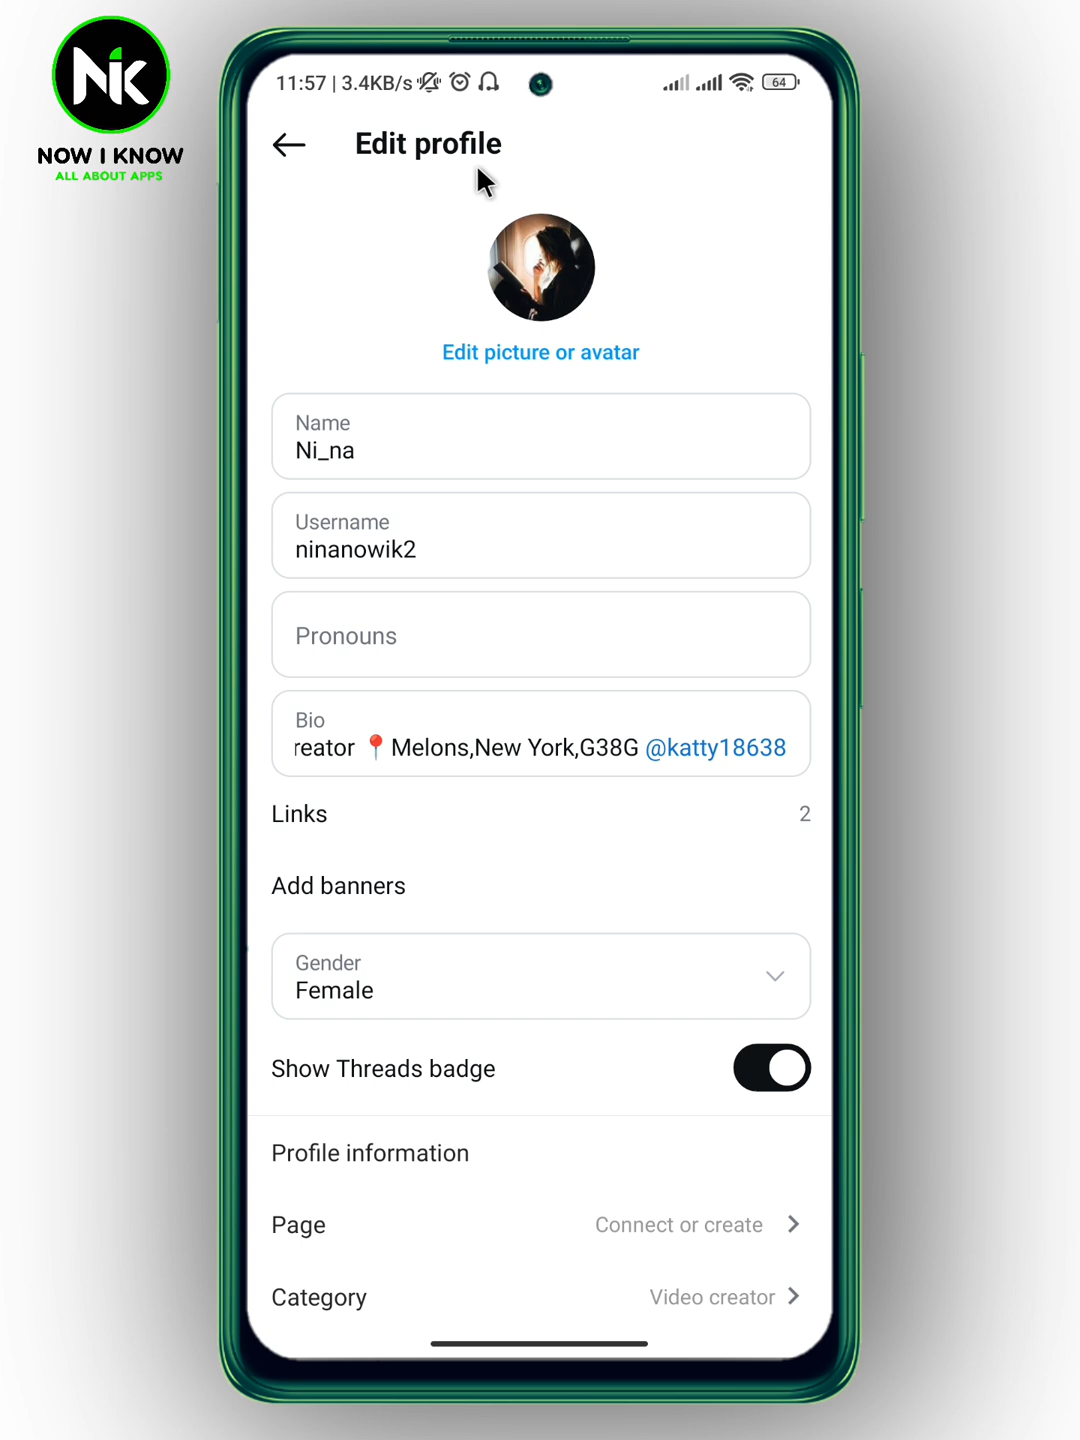 NiK
NOW I KNOW
ALL ABOUT APPS
11:57 | 3.4KB/s
64
Edit profile
Edit picture or avatar
Name
Ni_na
Username
ninanowik2
Pronouns
Bio
reator 📍Melons,New York,G38G @katty18638
Links 2
Add banners
Gender
Female
Show Threads badge
Profile information
Page Connect or create
Category Video creator